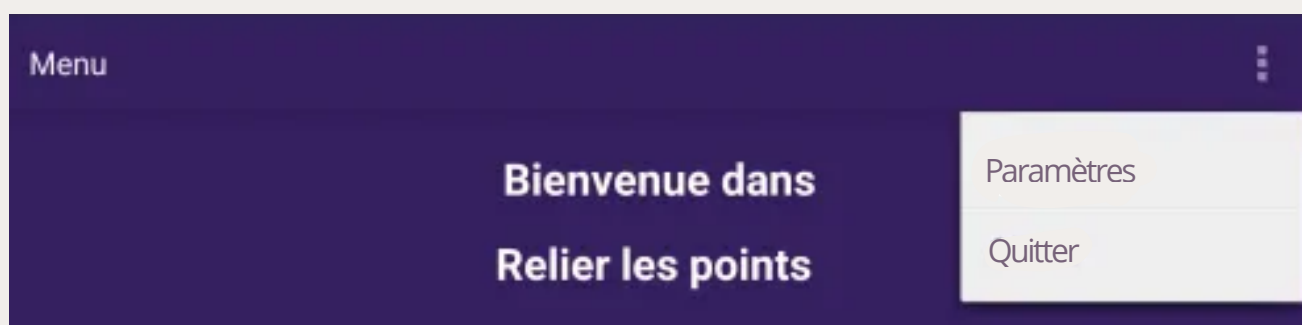 Menu
Bienvenue dans
Relier les points
Paramètres
Quitter